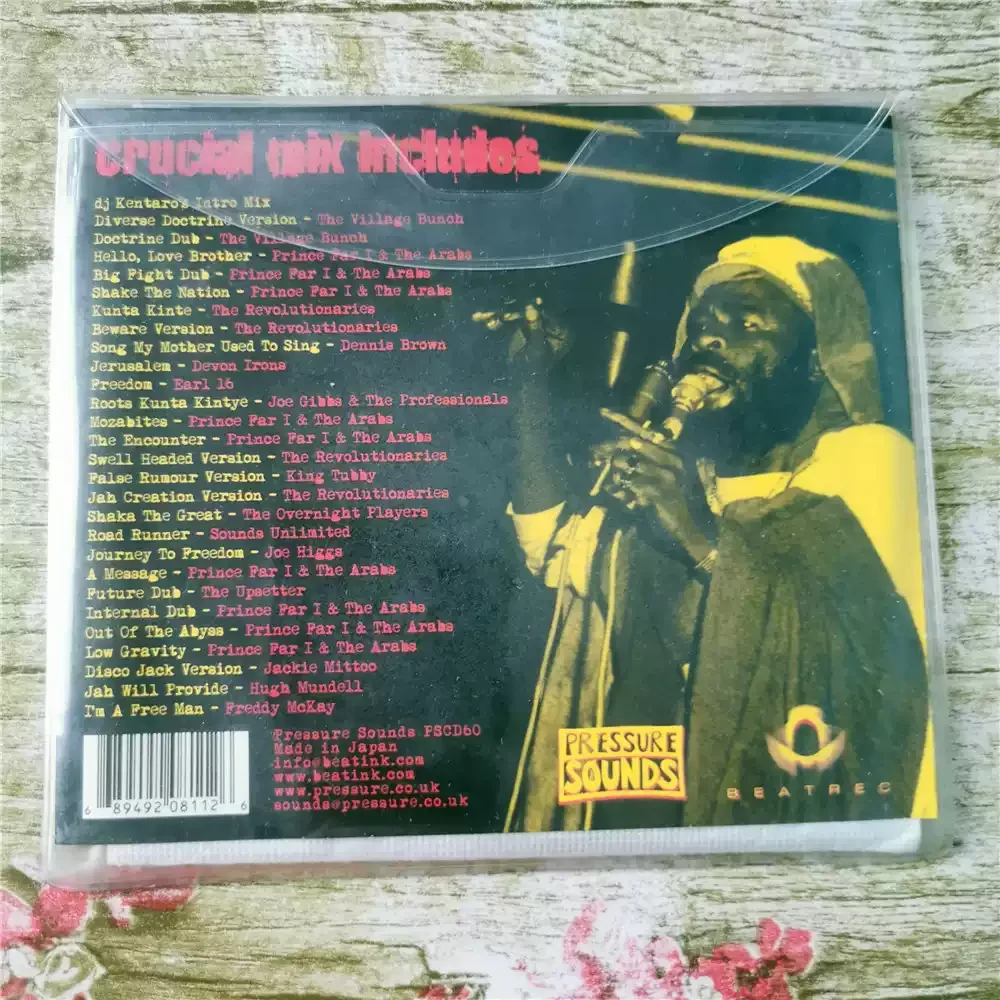 crucial mix includes
dj Kentaro's Intro Mix
Diverse Doctrine Version - The Village Bunch
Doctrine Dub - The Village Bunch
Hello, Love Brother - Prince Far I & The Arabs
Big Fight Dub - Prince Far I & The Arabs
Shake The Nation - Prince Far I & The Arabs
Kunta Kinte - The Revolutionaries
Beware Version - The Revolutionaries
Song My Mother Used To Sing - Dennis Brown
Jerusalem - Devon Irons
Freedom - Earl 16
Roots Kunta Kintye - Joe Gibbs & The Professionals
Mozabites - Prince Far I & The Arabs
The Encounter - Prince Far I & The Arabs
Swell Headed Version - The Revolutionaries
False Rumour Version - King Tubby
Jah Creation Version - The Revolutionaries
Shaka The Great - The Overnight Players
Road Runner - Sounds Unlimited
Journey To Freedom - Joe Higgs
A Message - Prince Far I & The Arabs
Future Dub - The Upsetter
Internal Dub - Prince Far I & The Arabs
Out Of The Abyss - Prince Far I & The Arabs
Low Gravity - Prince Far I & The Arabs
Disco Jack Version - Jackie Mittoo
Jah Will Provide - Hugh Mundell
I'm A Free Man - Freddy McKay
Pressure Sounds PSCD60
Made in Japan
info@beatink.com
www.beatink.com
www.pressure.co.uk
sounds@pressure.co.uk
6 89492 08112 6
PRESSURE
SOUNDS
BEATREC